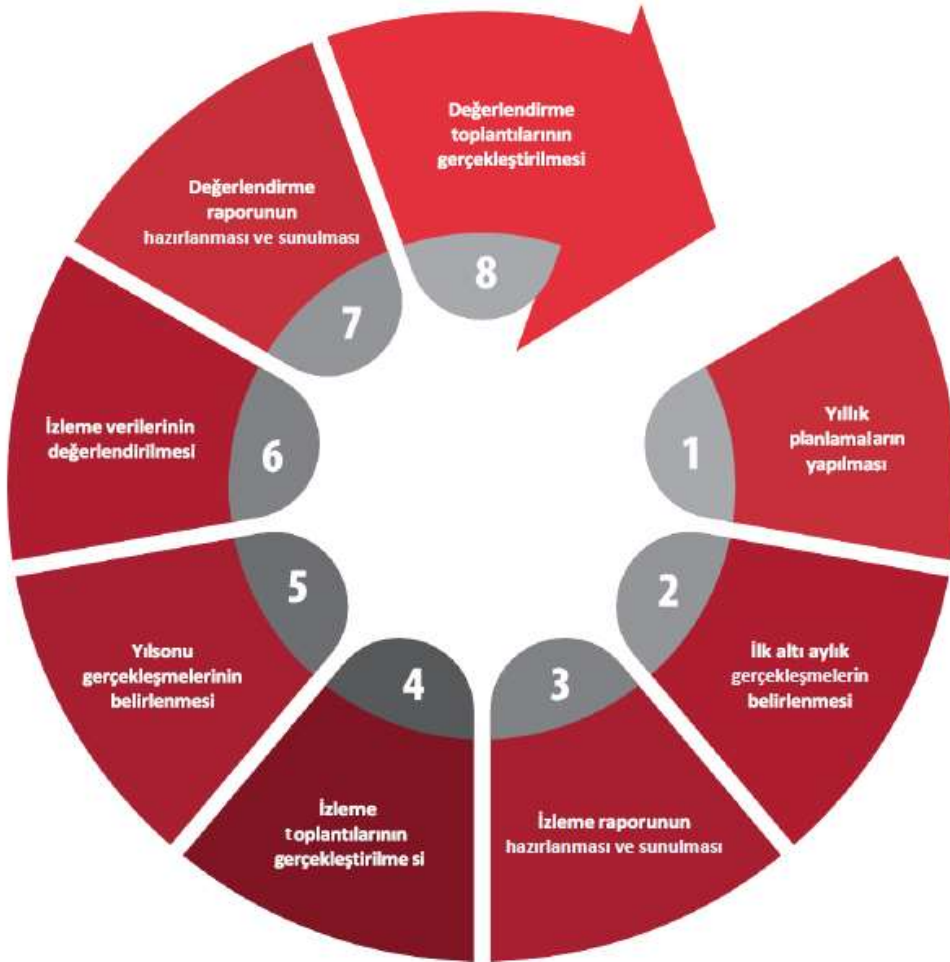 1
Yıllık
planlamaların
yapılması
2
İlk altı aylık
gerçekleşmelerin
belirlenmesi
3
İzleme raporunun
hazırlanması ve sunulması
4
İzleme
toplantılarının
gerçekleştirilme si
5
Yılsonu
gerçekleşmelerinin
belirlenmesi
6
İzleme verilerinin
değerlendirilmesi
7
Değerlendirme
raporunun
hazırlanması ve sunulması
8
Değerlendirme
toplantılarının
gerçekleştirilmesi